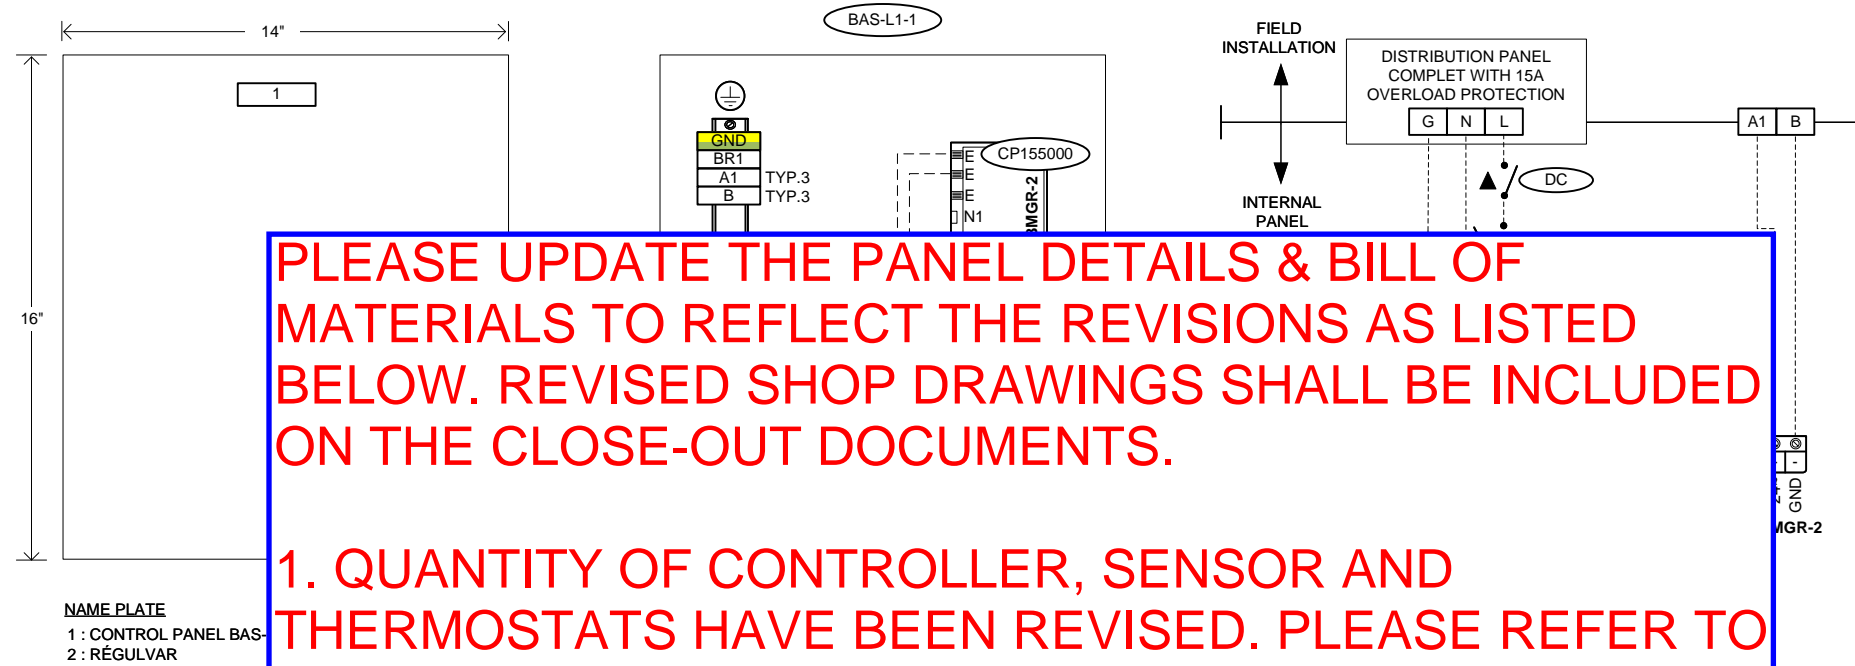 14"
16"
1
NAME PLATE
1 : CONTROL PANEL BAS-
2 : RÉGULVAR
BAS-L1-1
GND
BR1
A1 TYP.3
B TYP.3
E
E
E
N1
CP155000
FIELD
INSTALLATION
INTERNAL
PANEL
DISTRIBUTION PANEL
COMPLET WITH 15A
OVERLOAD PROTECTION
G N L
DC
A1 B
-
GND
MGR-2
PLEASE UPDATE THE PANEL DETAILS & BILL OF
MATERIALS TO REFLECT THE REVISIONS AS LISTED
BELOW. REVISED SHOP DRAWINGS SHALL BE INCLUDED
ON THE CLOSE-OUT DOCUMENTS.
1. QUANTITY OF CONTROLLER, SENSOR AND
THERMOSTATS HAVE BEEN REVISED. PLEASE REFER TO